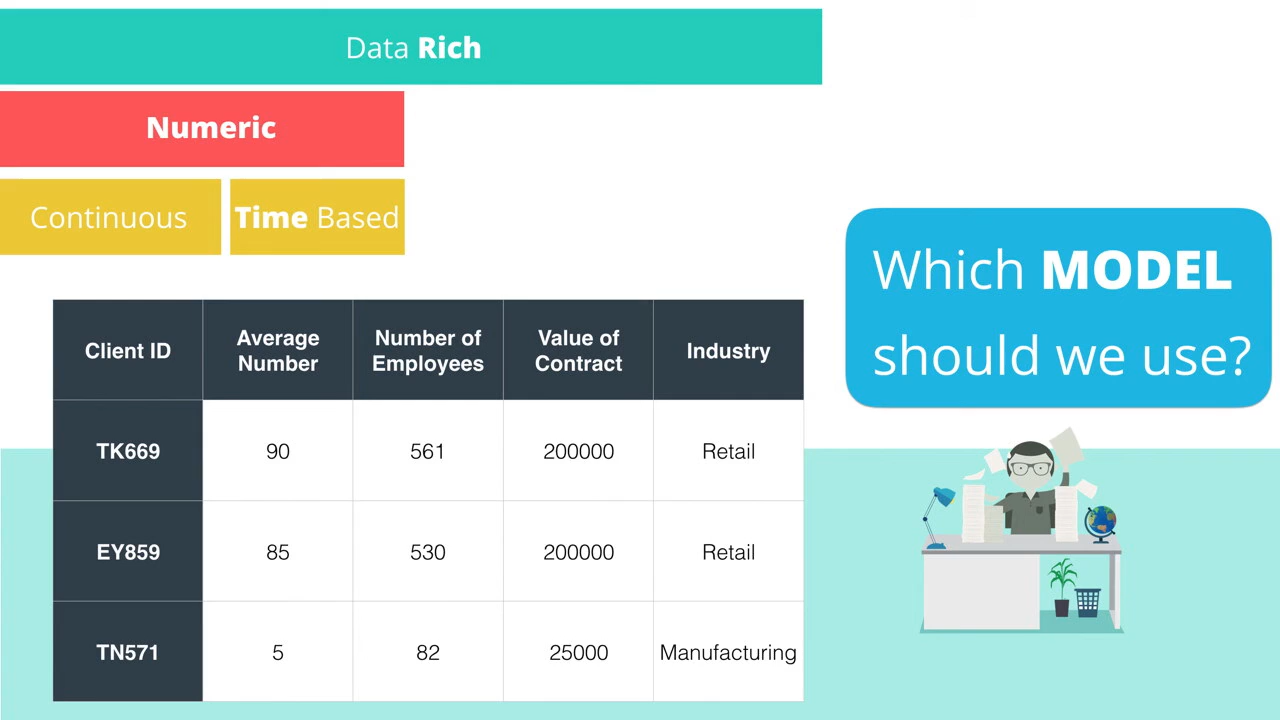 Data Rich
Numeric
Continuous
Time Based
Which MODEL
should we use?
Client ID
Average
Number
Number of
Employees
Value of
Contract
Industry
TK669
90
561
200000
Retail
EY859
85
530
200000
Retail
TN571
5
82
25000
Manufacturing